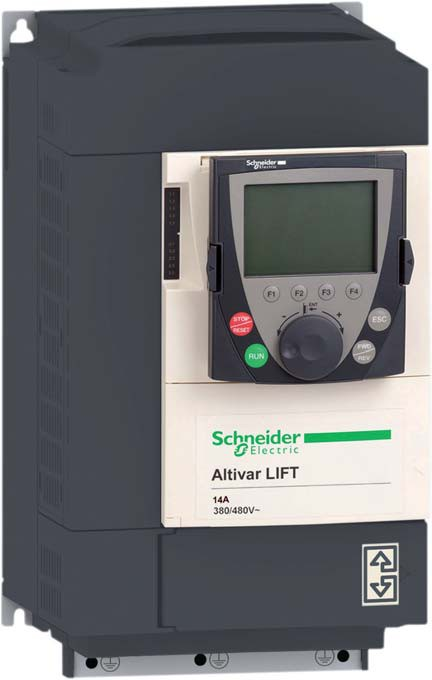 Schneider
Electric
F1 F2 F3 F4
ENT
- +
STOP
RESET
ESC
RUN
FWD
REV
Schneider
Electric
Altivar LIFT
14A
380/480V~